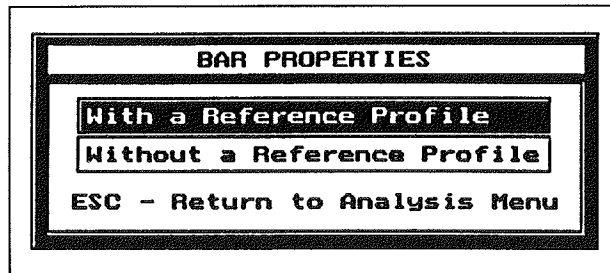 BAR PROPERTIES
With a Reference Profile
Without a Reference Profile
ESC - Return to Analysis Menu